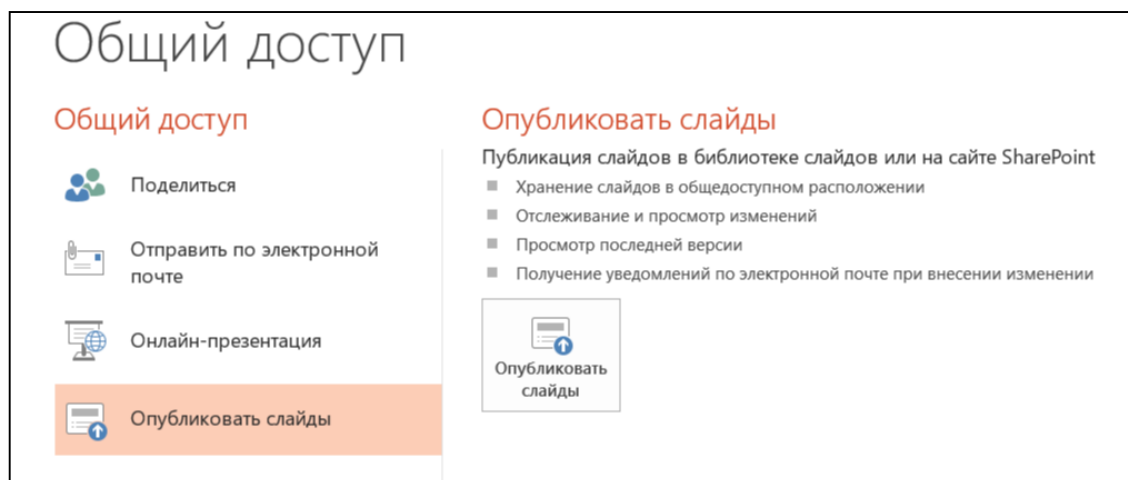 Общий доступ
Общий доступ
Поделиться
Отправить по электронной
почте
Онлайн-презентация
Опубликовать слайды
Опубликовать слайды
Публикация слайдов в библиотеке слайдов или на сайте SharePoint
Хранение слайдов в общедоступном расположении
Отслеживание и просмотр изменений
Просмотр последней версии
Получение уведомлений по электронной почте при внесении изменении
Опубликовать
слайды